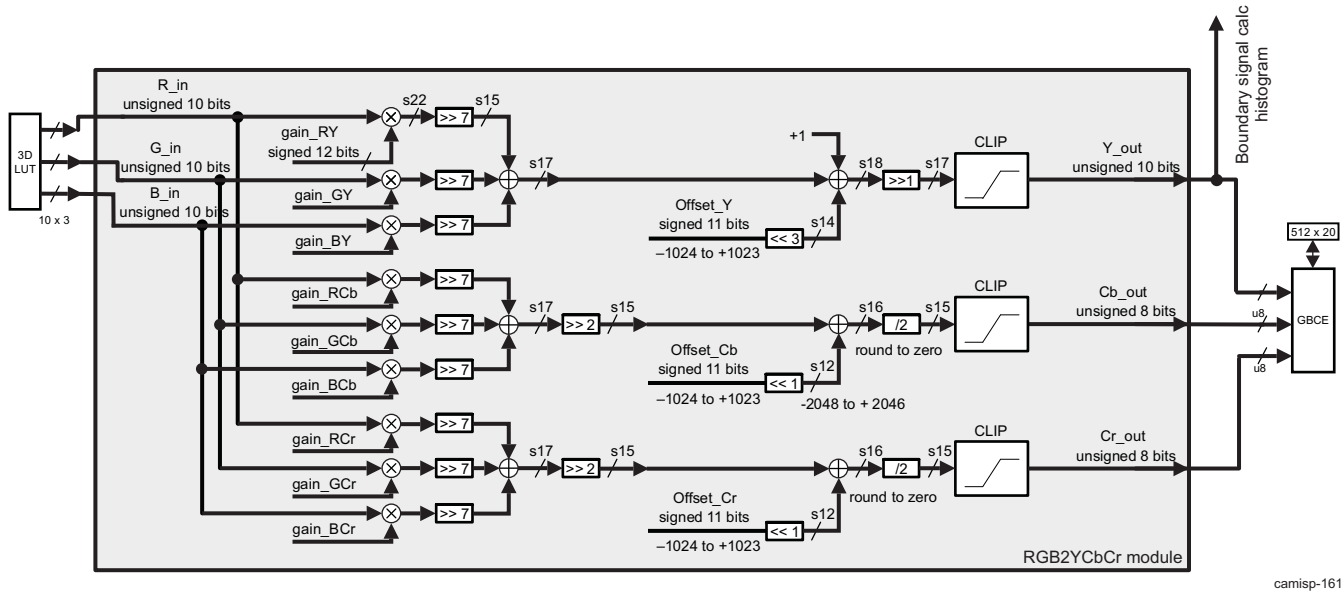 Boundary signal calc
histogram
R_in
unsigned 10 bits
s22
>> 7
s15
gain_RY
signed 12 bits
3D
LUT
10 x 3
G_in
unsigned 10 bits
gain_GY
>> 7
s17
B_in
unsigned 10 bits
gain_BY
>> 7
+1
s18
>>1
s17
CLIP
Y_out
unsigned 10 bits
Offset_Y
signed 11 bits
–1024 to +1023
<< 3
s14
gain_RCb
>> 7
gain_GCb
>> 7
s17
>> 2
s15
gain_BCb
>> 7
s16
/2
s15
round to zero
CLIP
Cb_out
unsigned 8 bits
Offset_Cb
signed 11 bits
–1024 to +1023
<< 1
s12
-2048 to + 2046
512 x 20
GBCE
u8
u8
gain_RCr
>> 7
gain_GCr
>> 7
s17
>> 2
s15
gain_BCr
>> 7
s16
/2
s15
round to zero
CLIP
Cr_out
unsigned 8 bits
Offset_Cr
signed 11 bits
–1024 to +1023
<< 1
s12
RGB2YCbCr module
camisp-161